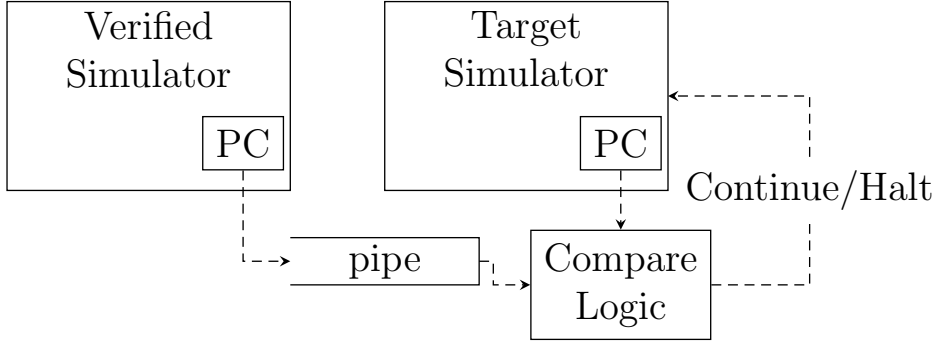 Verified
Simulator
PC
Target
Simulator
PC
Continue/Halt
pipe
Compare
Logic